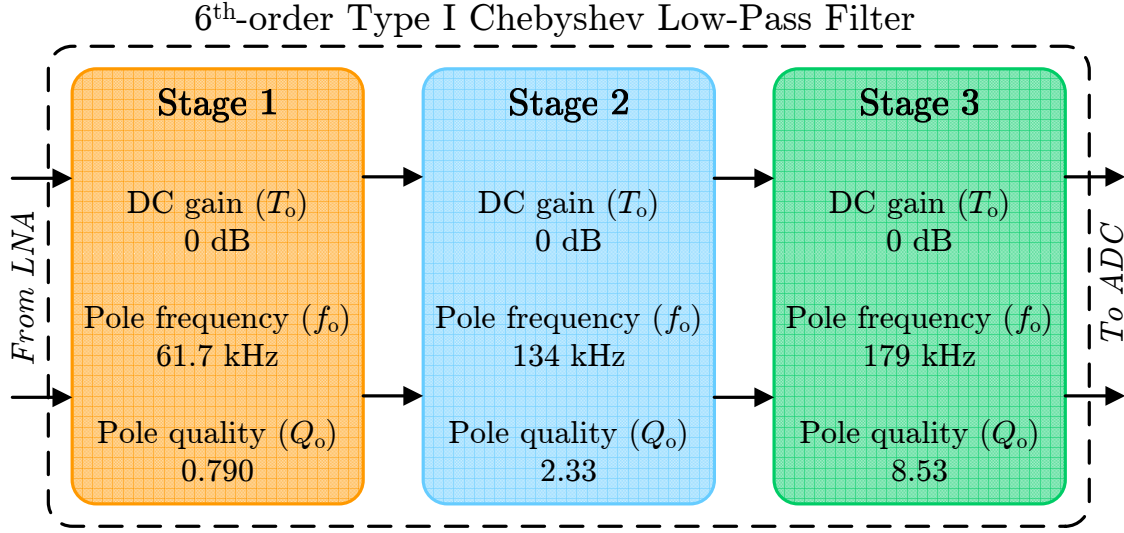 6th-order Type I Chebyshev Low-Pass Filter
From LNA
Stage 1
DC gain (To)
0 dB
Pole frequency (fo)
61.7 kHz
Pole quality (Qo)
0.790
Stage 2
DC gain (To)
0 dB
Pole frequency (fo)
134 kHz
Pole quality (Qo)
2.33
Stage 3
DC gain (To)
0 dB
Pole frequency (fo)
179 kHz
Pole quality (Qo)
8.53
To ADC